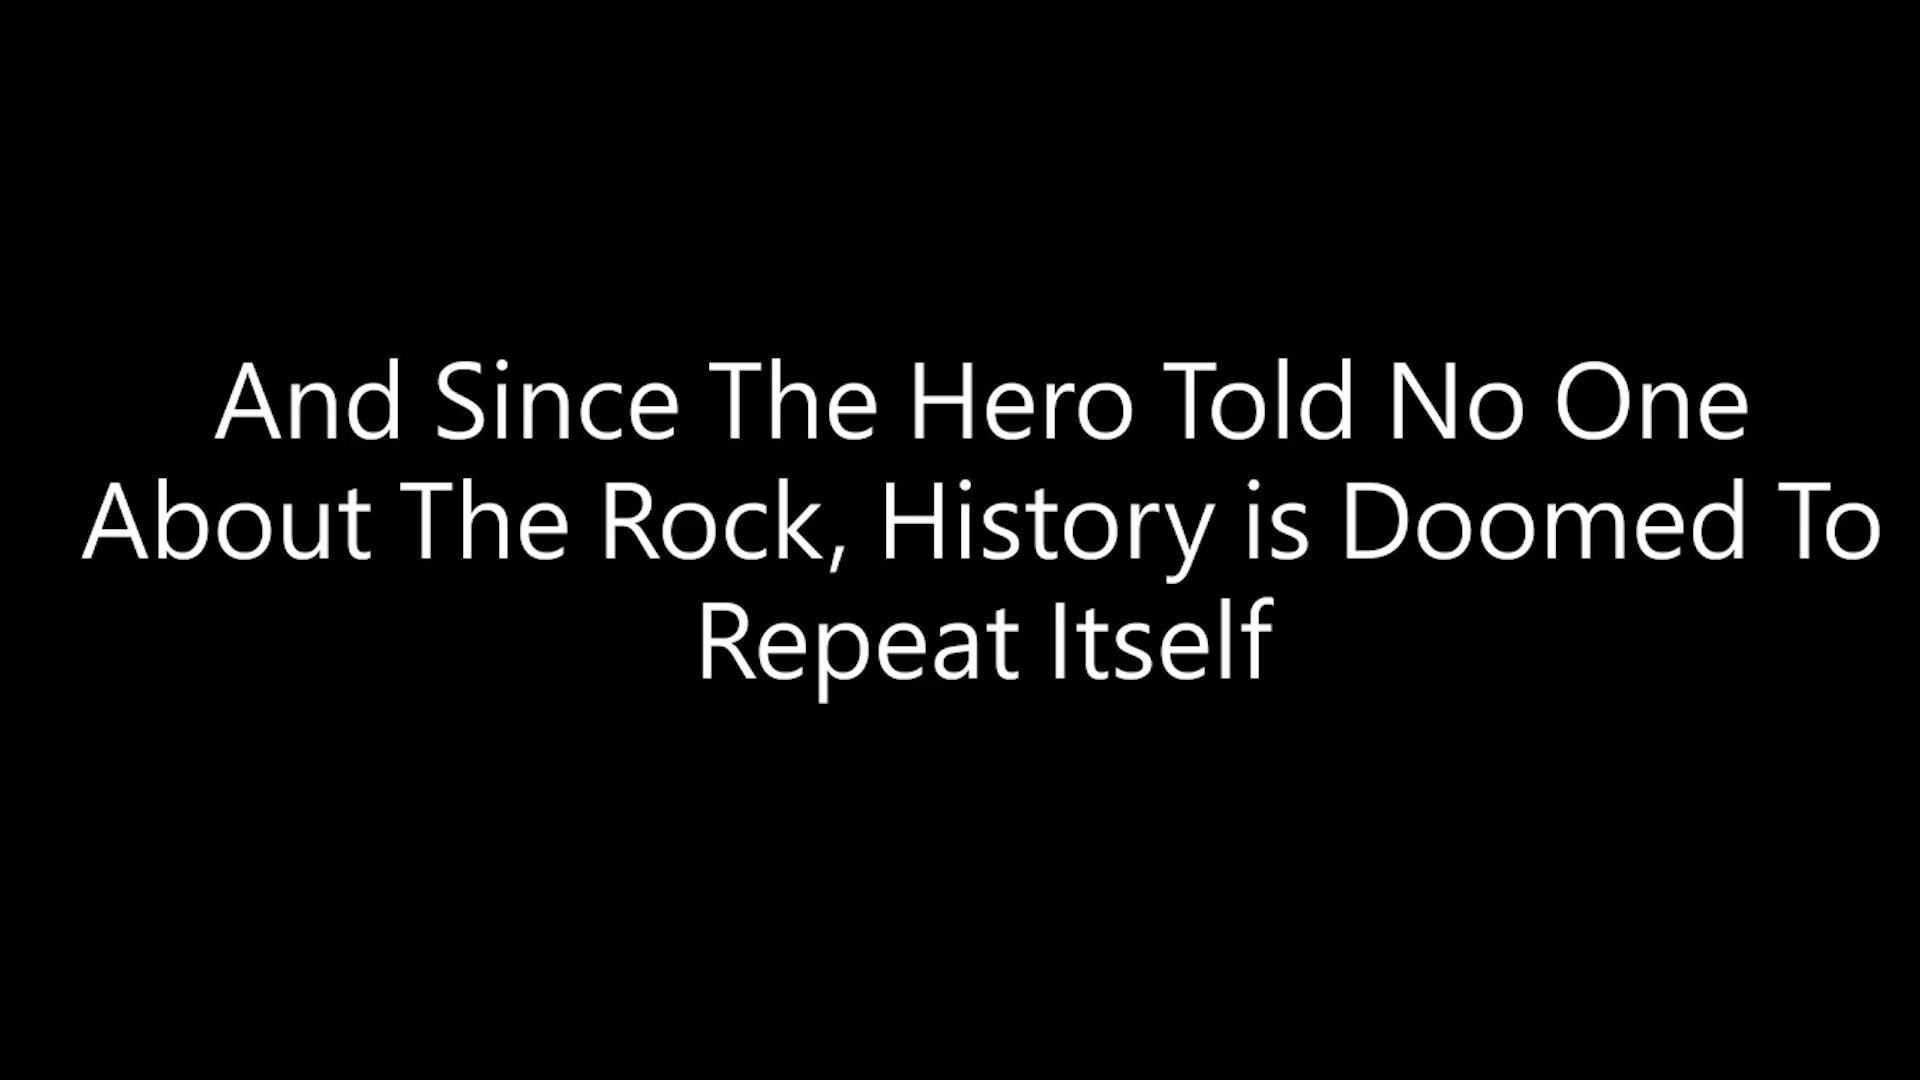 And Since The Hero Told No One
About The Rock, History is Doomed To
Repeat Itself